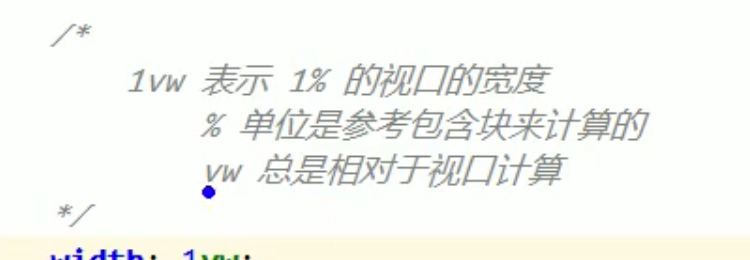 /*
1vw 表示 1% 的视口的宽度
% 单位是参考包含块来计算的
vw 总是相对于视口计算
*/
width: 1vw;